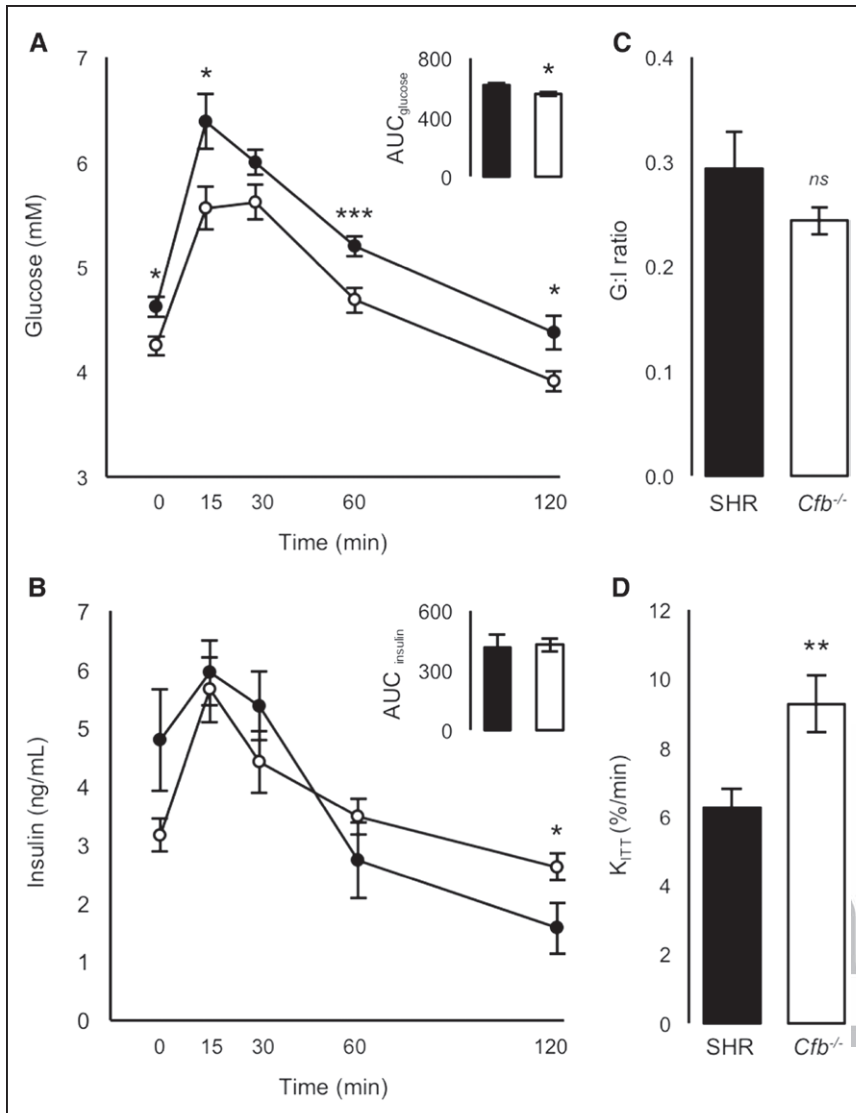 A
7
6
5
4
3
Glucose (mM)
*
*
***
*
0 15 30 60 120
Time (min)
800
400
0
AUCglucose
*
C
0.4
0.3
0.2
0.1
0.0
G:I ratio
ns
SHR Cfb-/-
B
7
6
5
4
3
2
1
0
Insulin (ng/mL)
*
0 15 30 60 120
Time (min)
600
300
0
AUC insulin
D
12
10
8
6
4
2
0
KITT (%/min)
**
SHR Cfb-/-